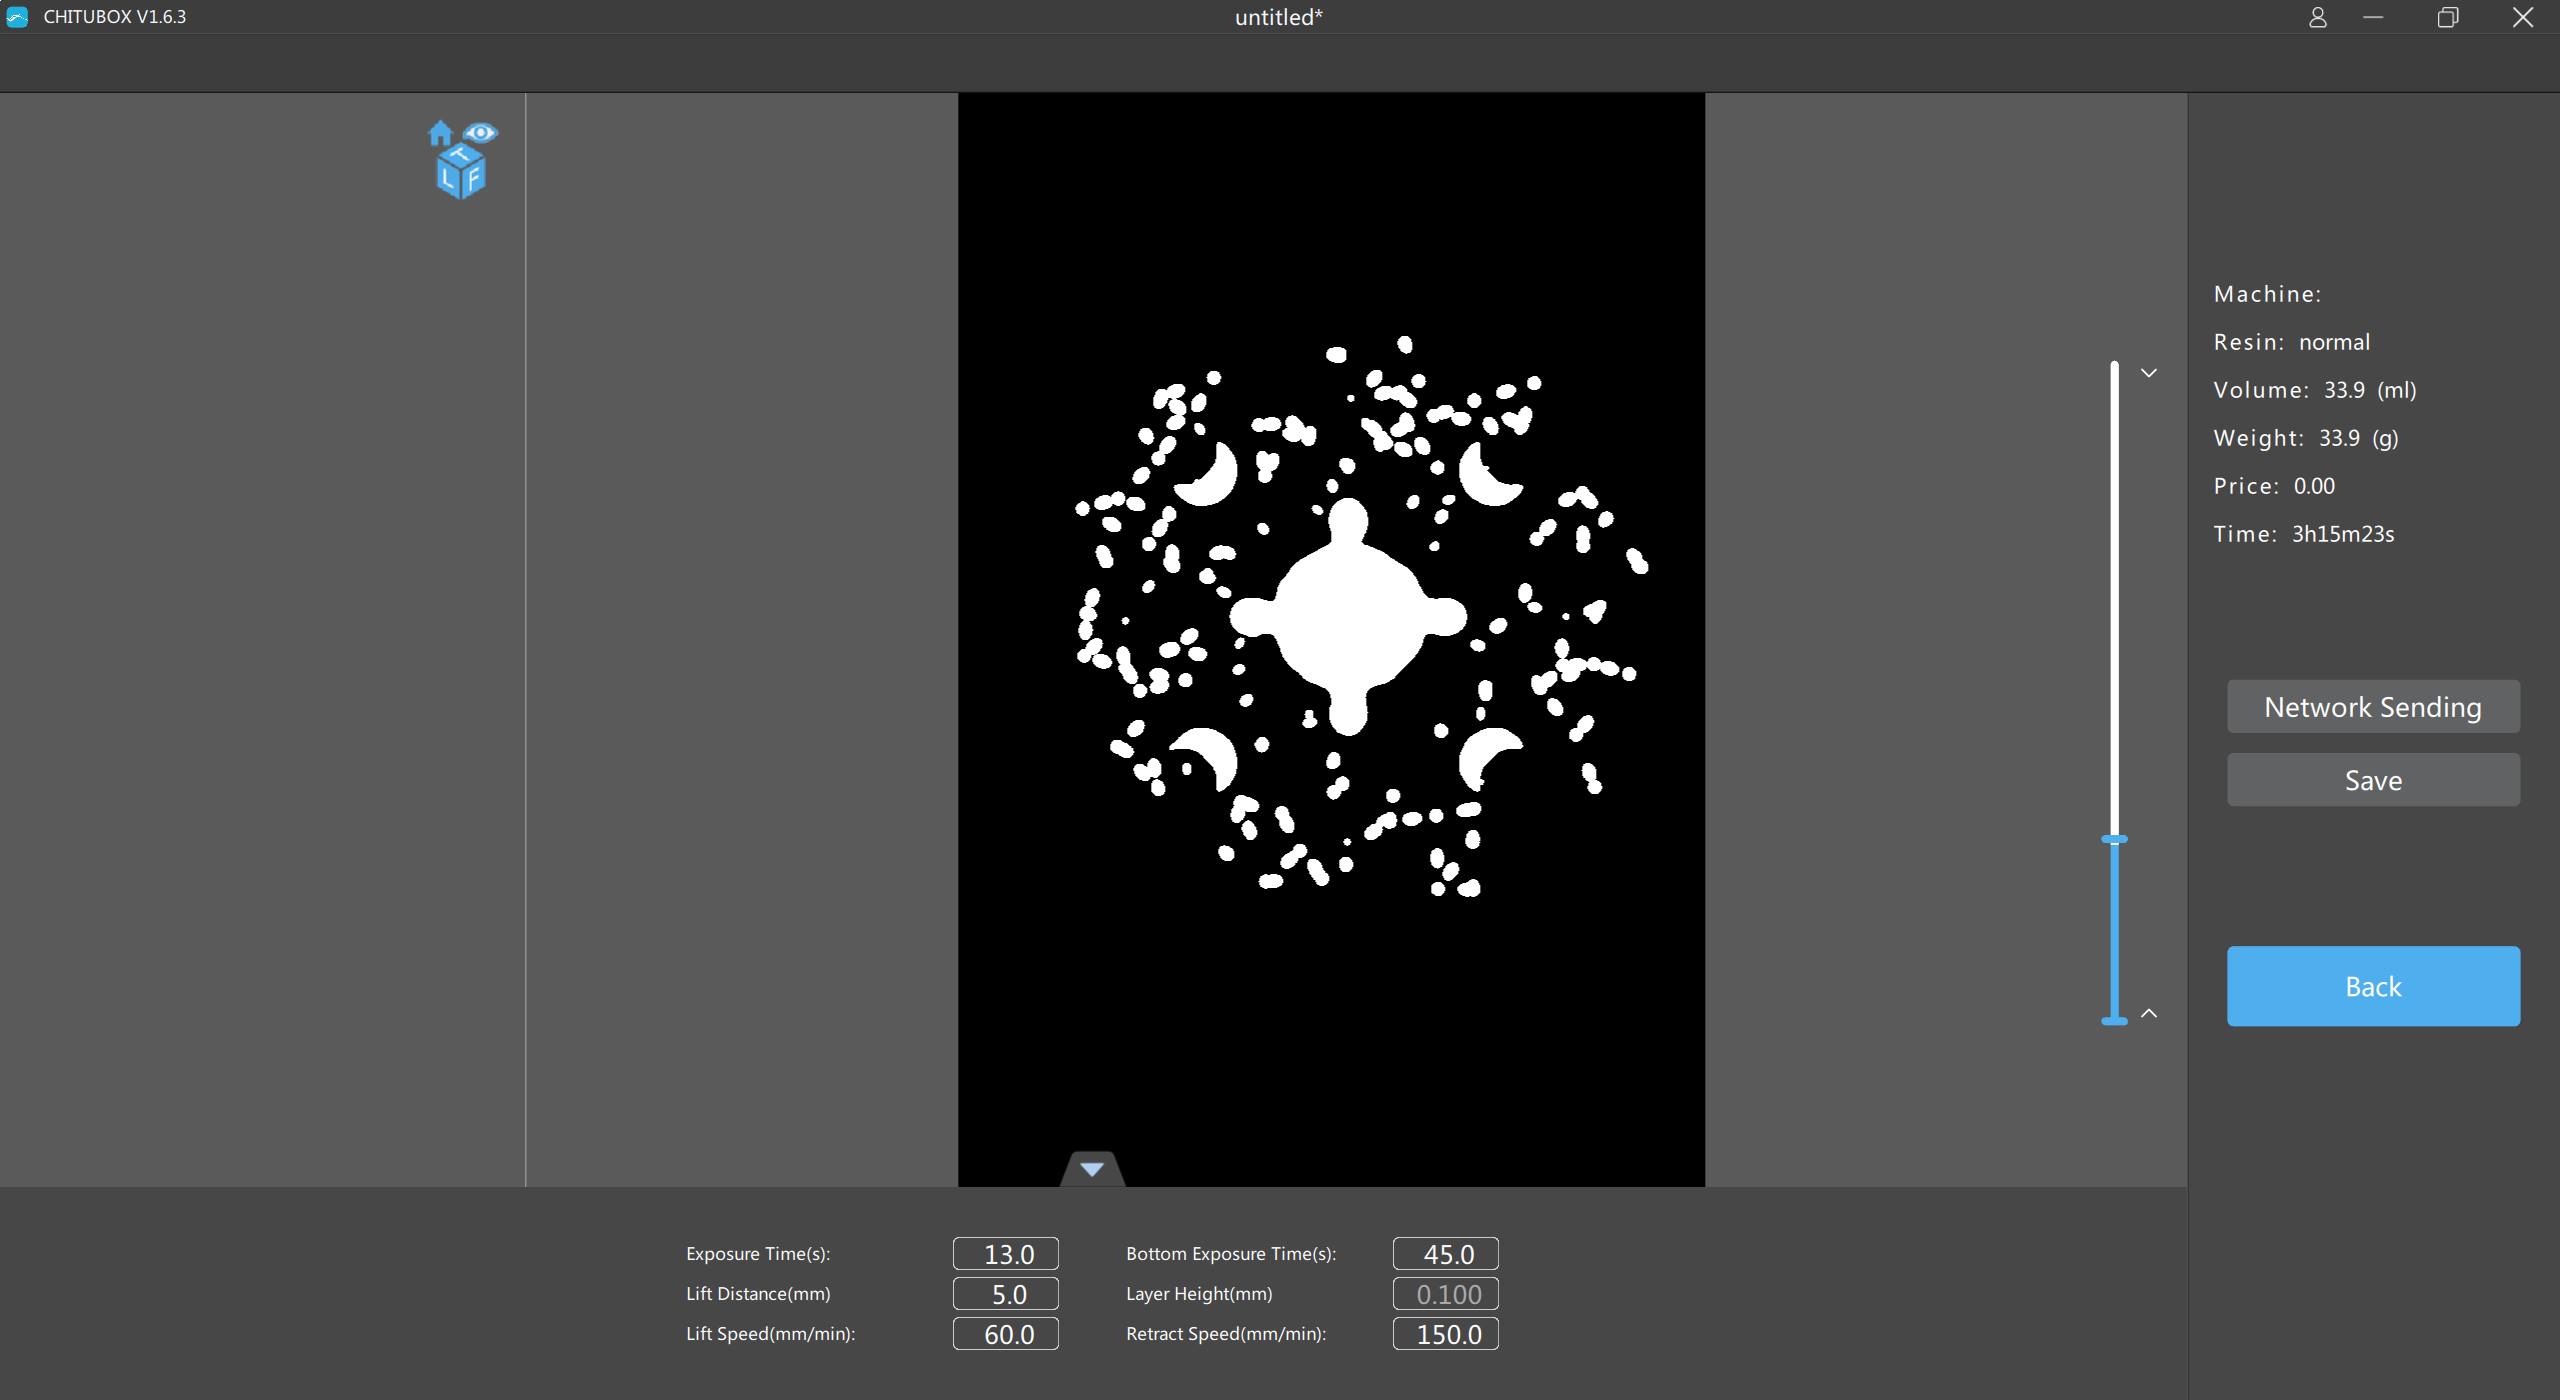 CHITUBOX V1.6.3
untitled*
T
L F
Machine:
Resin: normal
Volume: 33.9 (ml)
Weight: 33.9 (g)
Price: 0.00
Time: 3h15m23s
Network Sending
Save
Back
Exposure Time(s): 13.0
Bottom Exposure Time(s): 45.0
Lift Distance(mm) 5.0
Layer Height(mm) 0.100
Lift Speed(mm/min): 60.0
Retract Speed(mm/min): 150.0